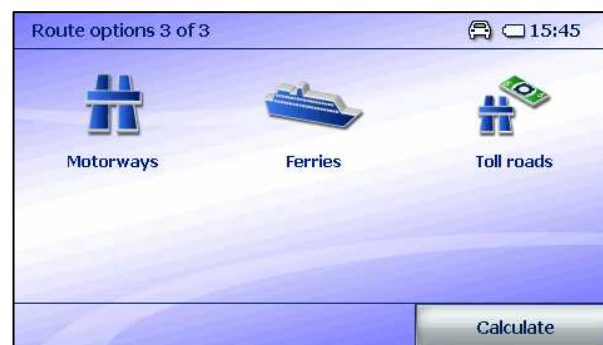 Route options 3 of 3 15:45
Motorways Ferries Toll roads
Calculate